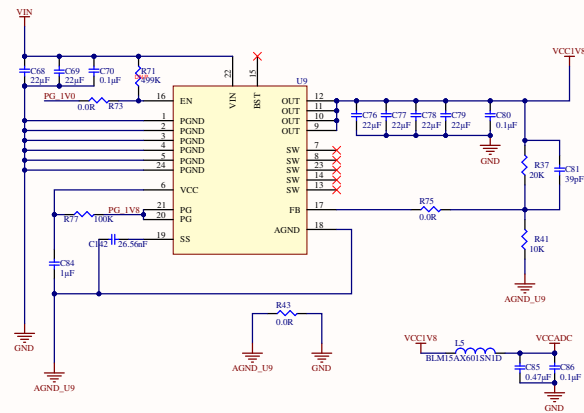 VIN
C68
22µF
C69
22µF
C70
0.1µF
R71
499K
PG_1V0
0.0R
R73
U9
22
VIN
15
BST
16
EN
1
PGND
2
PGND
3
PGND
4
PGND
5
PGND
24
PGND
6
VCC
21
PG
20
PG
19
SS
12
OUT
11
OUT
10
OUT
9
OUT
7
SW
8
SW
23
SW
14
SW
13
SW
17
FB
18
AGND
PG_1V8
R77
100K
C142
26.56nF
C84
1µF
GND
AGND_U9
VCC1V8
C76
22µF
C77
22µF
C78
22µF
C79
22µF
C80
0.1µF
GND
R37
20K
C81
39pF
R75
0.0R
R41
10K
AGND_U9
R43
0.0R
AGND_U9
GND
VCC1V8
L5
BLM15AX601SN1D
VCCADC
C85
0.47µF
C86
0.1µF
GND